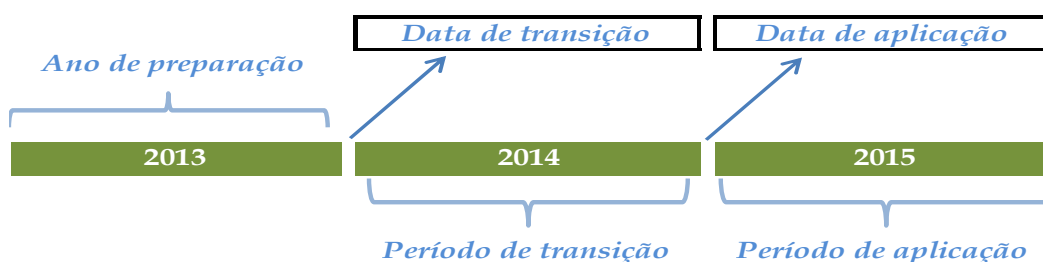 Data de transição
Data de aplicação
Ano de preparação
2013
2014
2015
Período de transição
Período de aplicação